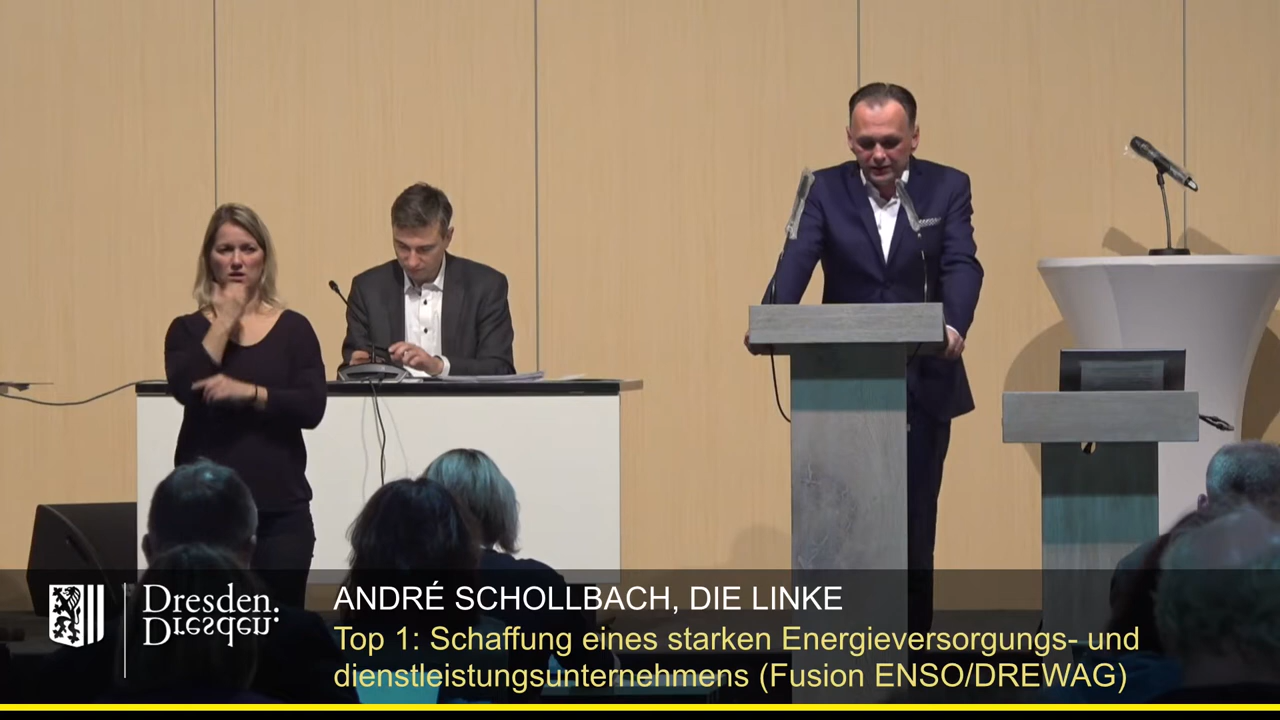 Dresden.
Dresden.
ANDRÉ SCHOLLBACH, DIE LINKE
Top 1: Schaffung eines starken Energieversorgungs- und
dienstleistungsunternehmens (Fusion ENSO/DREWAG)